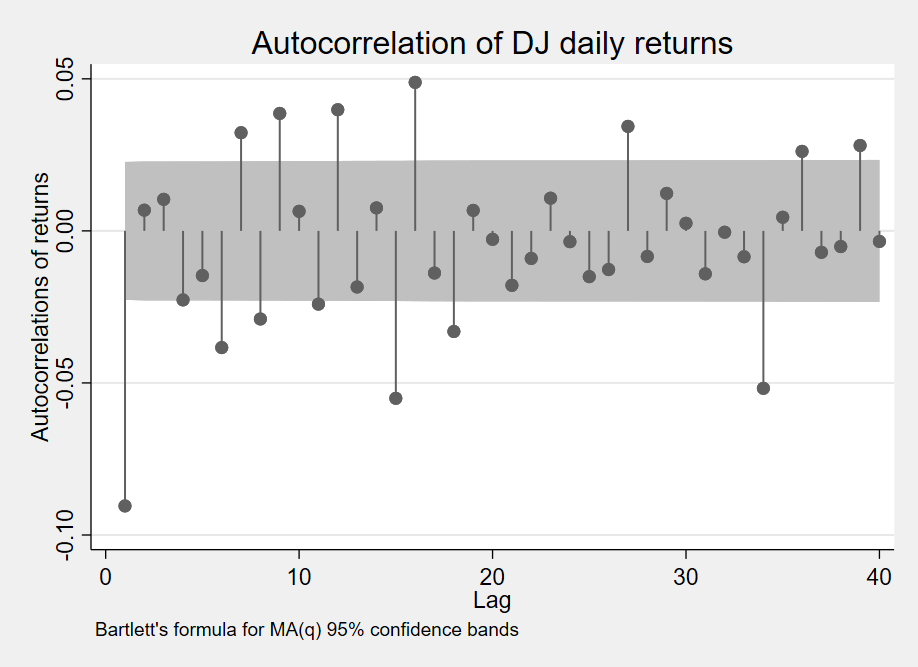 Autocorrelation of DJ daily returns
Autocorrelations of returns
0.05
0.00
-0.05
-0.10
0 10 20 30 40
Lag
Bartlett's formula for MA(q) 95% confidence bands